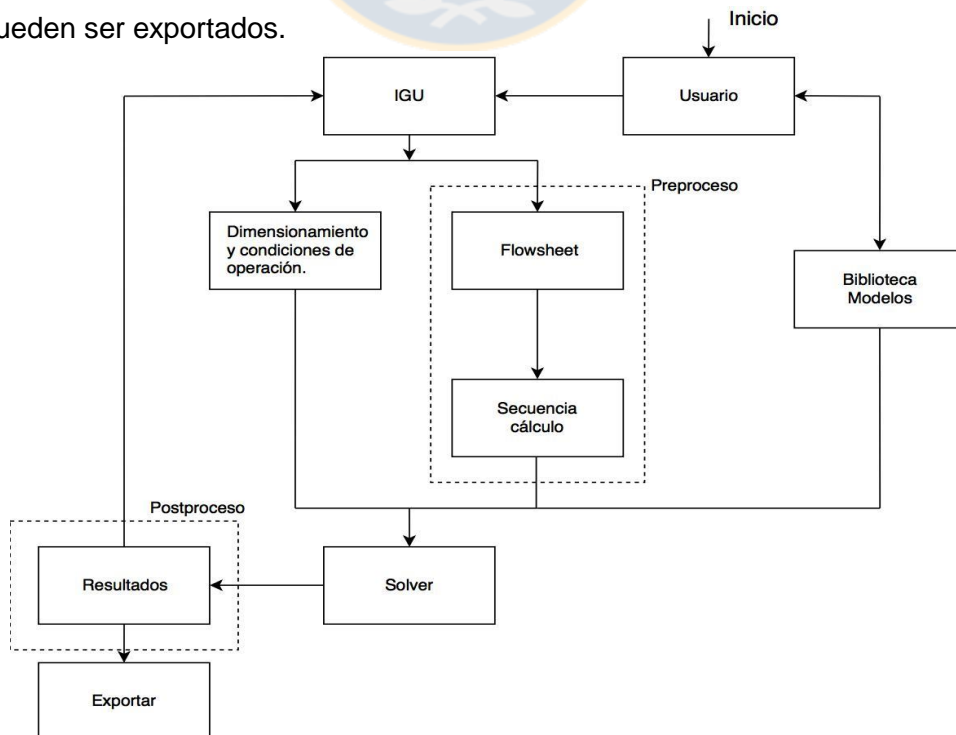 ser exportados.
Inicio
IGU
Usuario
Preproceso
Dimensionamiento
y condiciones de
operación.
Flowsheet
Biblioteca
Modelos
Secuencia
cálculo
Postproceso
Resultados
Solver
Exportar